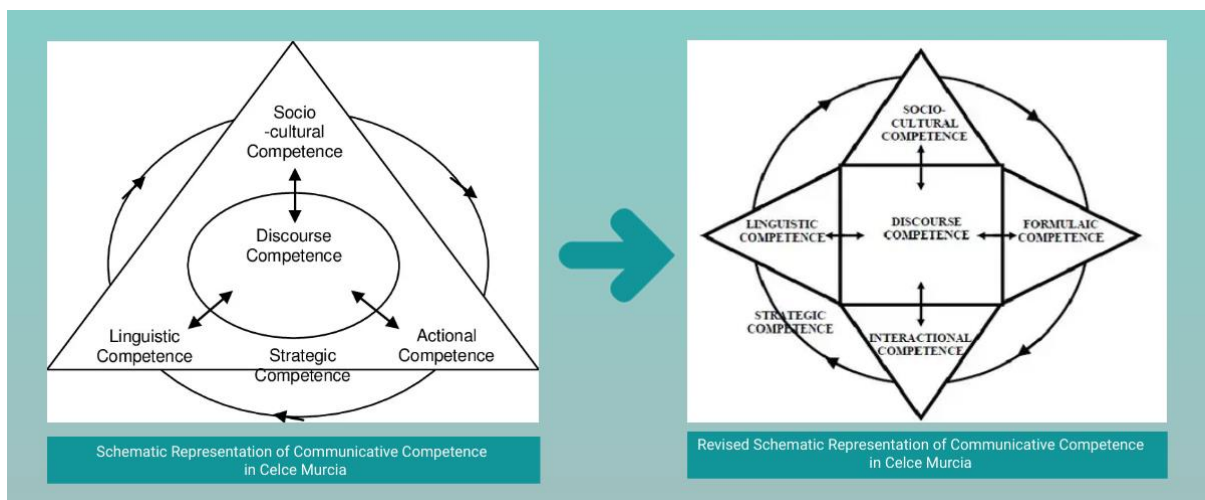 Socio
-cultural
Competence
Discourse
Competence
Linguistic
Competence
Strategic
Competence
Actional
Competence
Schematic Representation of Communicative Competence
in Celce Murcia
SOCIO-
CULTURAL
COMPETENCE
LINGUISTIC
COMPETENCE
DISCOURSE
COMPETENCE
FORMULAIC
COMPETENCE
STRATEGIC
COMPETENCE
INTERACTIONAL
COMPETENCE
Revised Schematic Representation of Communicative Competence
in Celce Murcia